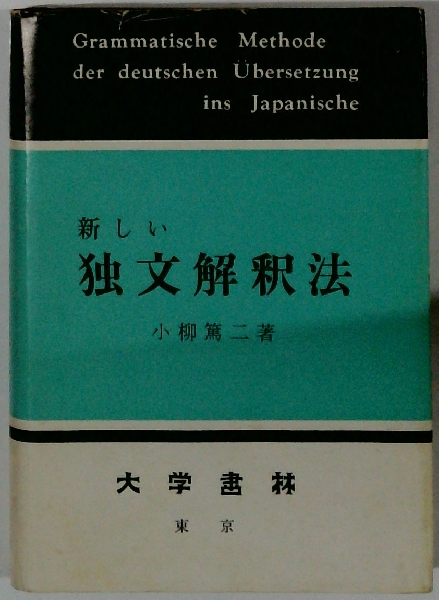 Grammatische Methode
der deutschen Übersetzung
ins Japanische
新しい
独文解釈法
小柳篤二著
大学書林
東京